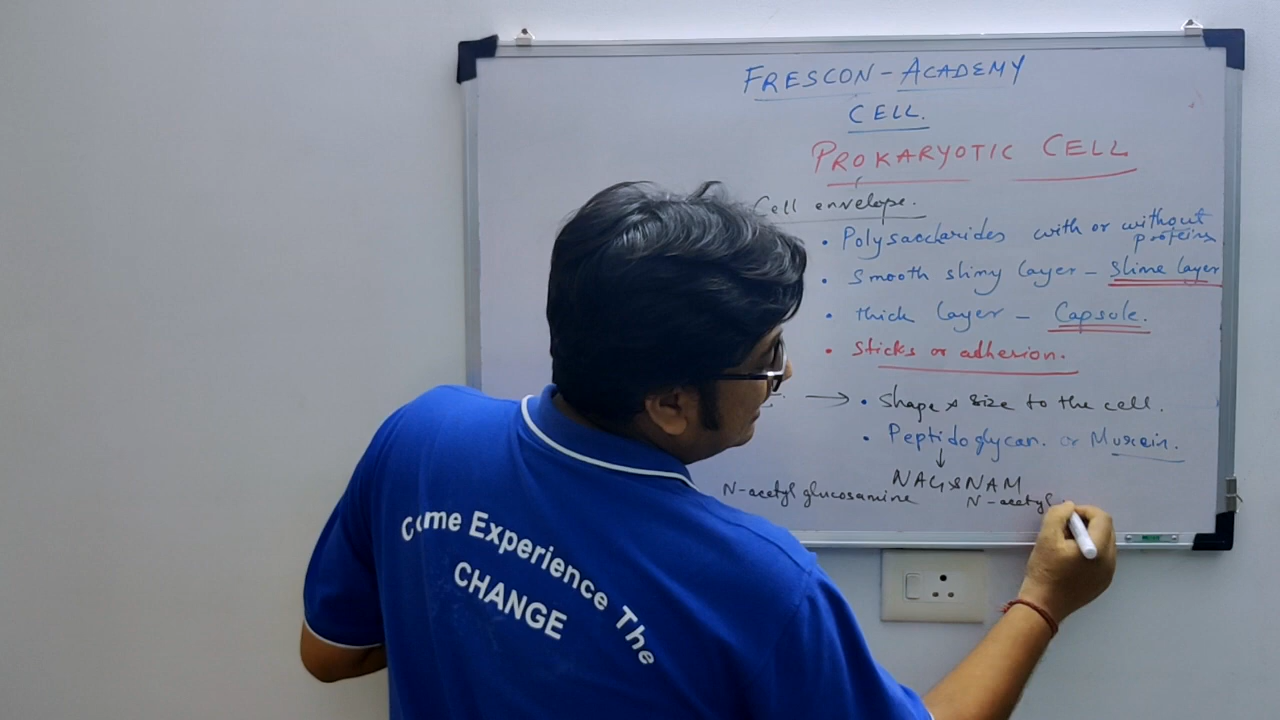 FRESCON - ACADEMY
CELL.
PROKARYOTIC CELL
Cell envelope.
• Polysaccharides with or without proteins
• Smooth slimy layer - Slime layer
• thick layer - Capsule.
• Sticks or adhesion.
→ • Shape & size to the cell.
• Peptidoglycan. or Murein.
↓
NAG & NAM
N-acetyl glucosamine N-acetyl
Come Experience The
CHANGE